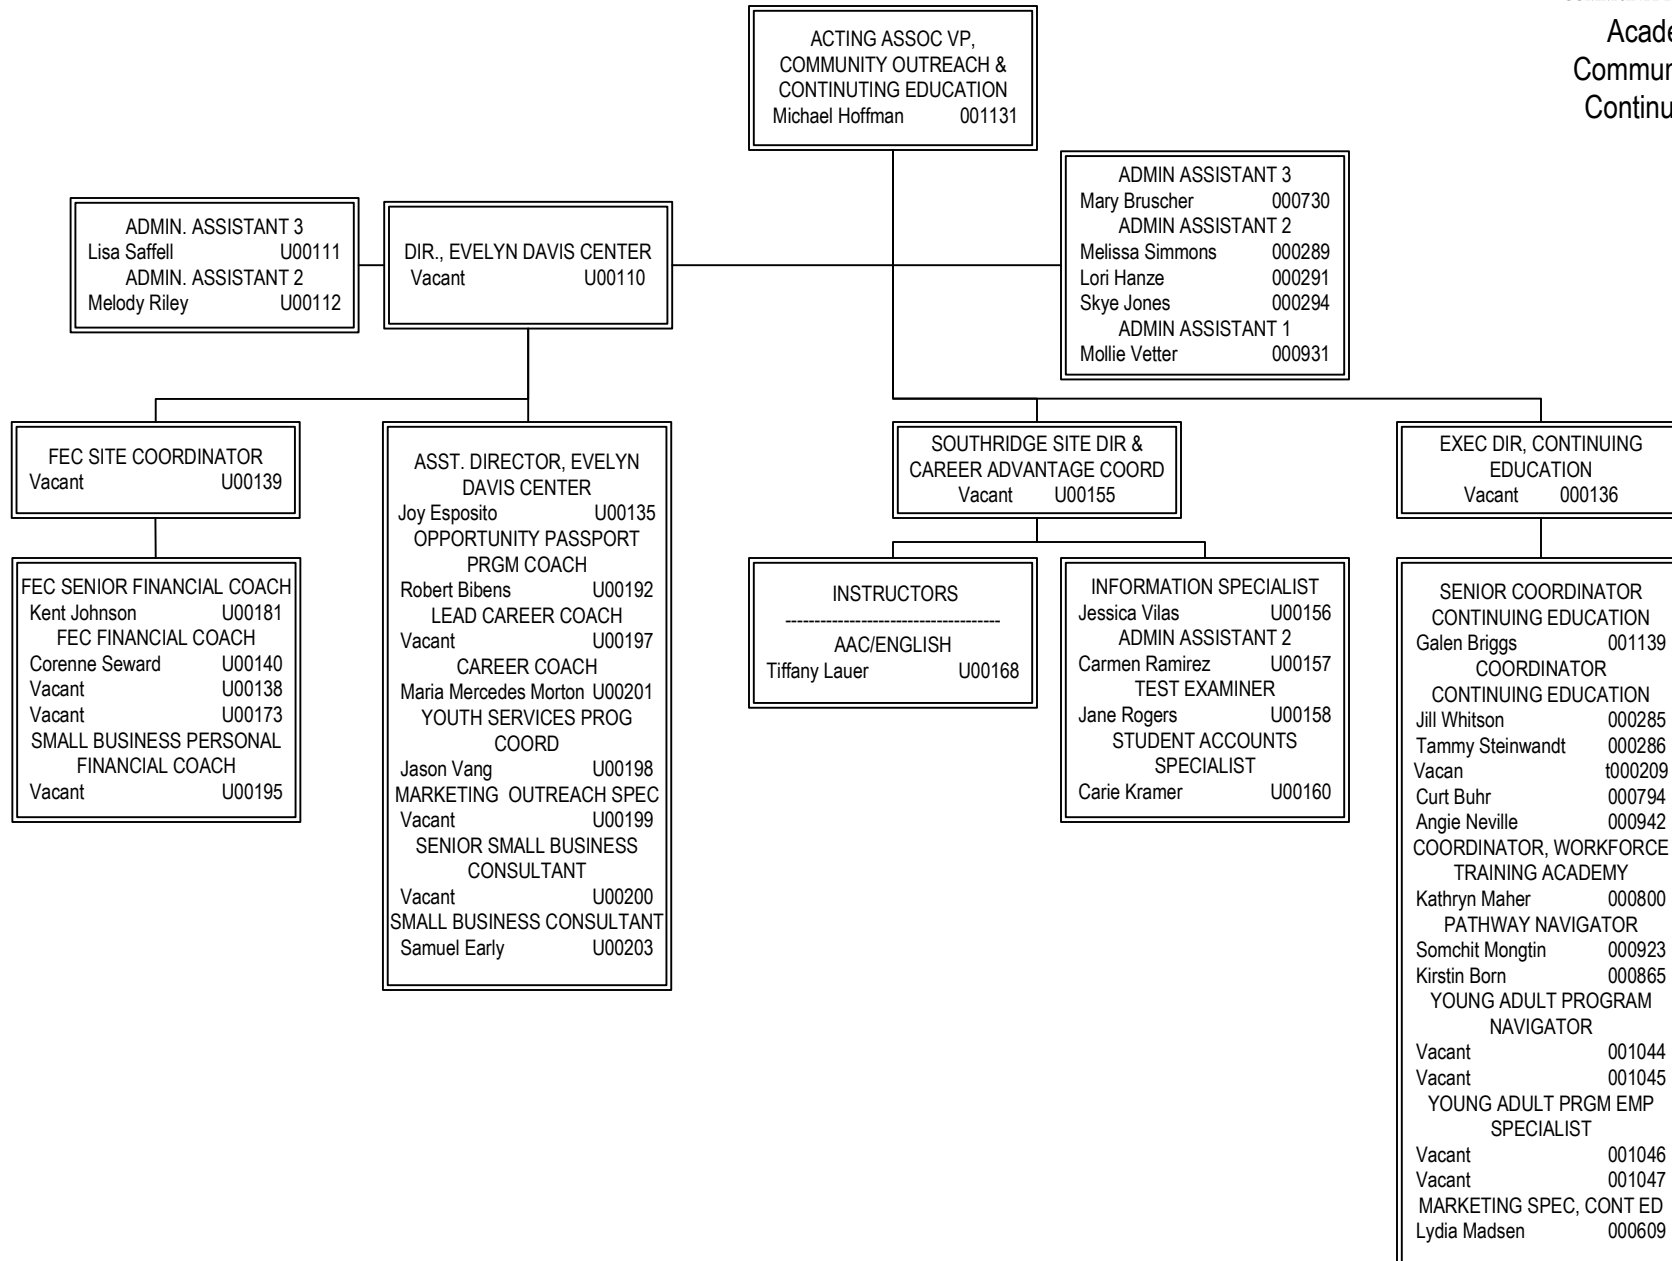 Acade
Commun
Continu
ACTING ASSOC VP,
COMMUNITY OUTREACH &
CONTINUTING EDUCATION
Michael Hoffman 001131
ADMIN ASSISTANT 3
Mary Bruscher 000730
ADMIN ASSISTANT 2
Melissa Simmons 000289
Lori Hanze 000291
Skye Jones 000294
ADMIN ASSISTANT 1
Mollie Vetter 000931
ADMIN. ASSISTANT 3
Lisa Saffell U00111
ADMIN. ASSISTANT 2
Melody Riley U00112
DIR., EVELYN DAVIS CENTER
Vacant U00110
FEC SITE COORDINATOR
Vacant U00139
FEC SENIOR FINANCIAL COACH
Kent Johnson U00181
FEC FINANCIAL COACH
Corenne Seward U00140
Vacant U00138
Vacant U00173
SMALL BUSINESS PERSONAL
FINANCIAL COACH
Vacant U00195
ASST. DIRECTOR, EVELYN
DAVIS CENTER
Joy Esposito U00135
OPPORTUNITY PASSPORT
PRGM COACH
Robert Bibens U00192
LEAD CAREER COACH
Vacant U00197
CAREER COACH
Maria Mercedes Morton U00201
YOUTH SERVICES PROG
COORD
Jason Vang U00198
MARKETING OUTREACH SPEC
Vacant U00199
SENIOR SMALL BUSINESS
CONSULTANT
Vacant U00200
SMALL BUSINESS CONSULTANT
Samuel Early U00203
SOUTHRIDGE SITE DIR &
CAREER ADVANTAGE COORD
Vacant U00155
INSTRUCTORS
-------------------------------------
AAC/ENGLISH
Tiffany Lauer U00168
INFORMATION SPECIALIST
Jessica Vilas U00156
ADMIN ASSISTANT 2
Carmen Ramirez U00157
TEST EXAMINER
Jane Rogers U00158
STUDENT ACCOUNTS
SPECIALIST
Carie Kramer U00160
EXEC DIR, CONTINUING
EDUCATION
Vacant 000136
SENIOR COORDINATOR
CONTINUING EDUCATION
Galen Briggs 001139
COORDINATOR
CONTINUING EDUCATION
Jill Whitson 000285
Tammy Steinwandt 000286
Vacan t000209
Curt Buhr 000794
Angie Neville 000942
COORDINATOR, WORKFORCE
TRAINING ACADEMY
Kathryn Maher 000800
PATHWAY NAVIGATOR
Somchit Mongtin 000923
Kirstin Born 000865
YOUNG ADULT PROGRAM
NAVIGATOR
Vacant 001044
Vacant 001045
YOUNG ADULT PRGM EMP
SPECIALIST
Vacant 001046
Vacant 001047
MARKETING SPEC, CONT ED
Lydia Madsen 000609